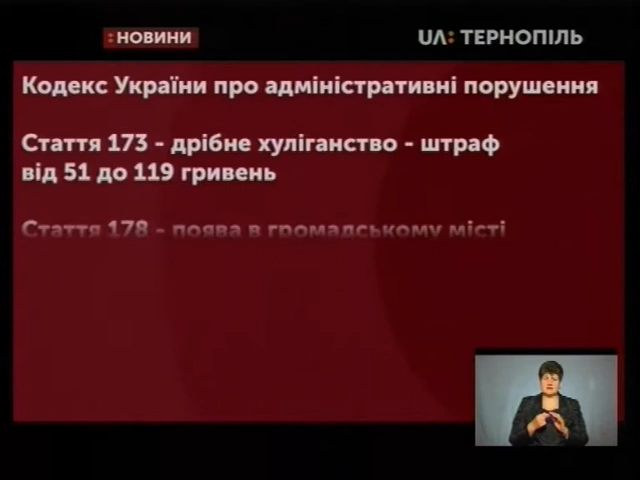 :НОВИНИ
UA: ТЕРНОПІЛЬ
Кодекс України про адміністративні порушення
Стаття 173 - дрібне хуліганство - штраф
від 51 до 119 гривень
Стаття 178 - поява в громадському місті